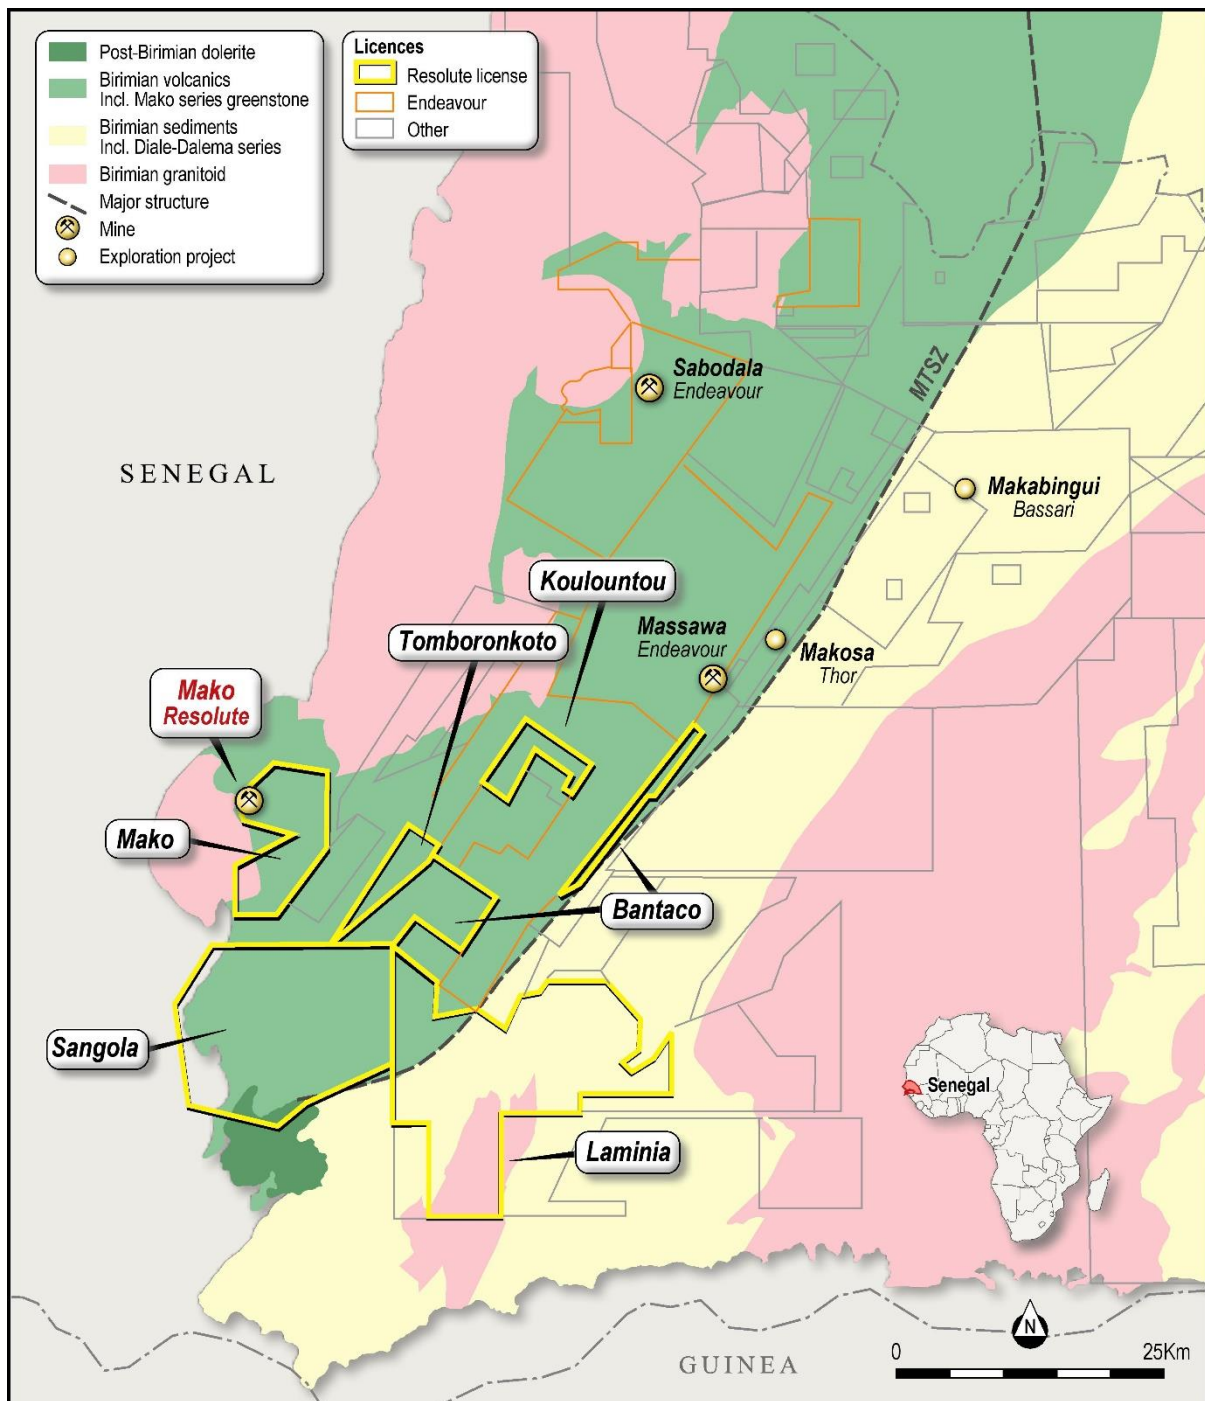 Post-Birimian dolerite
Birimian volcanics
Incl. Mako series greenstone
Birimian sediments
Incl. Diale-Dalema series
Birimian granitoid
Major structure
Mine
Exploration project
Licences
Resolute license
Endeavour
Other
Sabodala
Endeavour
MTSZ
SENEGAL
Makabingui
Bassari
Koulountou
Tomboronkoto
Massawa
Endeavour
Makosa
Thor
Mako
Resolute
Mako
Bantaco
Sangola
Laminia
Senegal
GUINEA
N
0
25Km